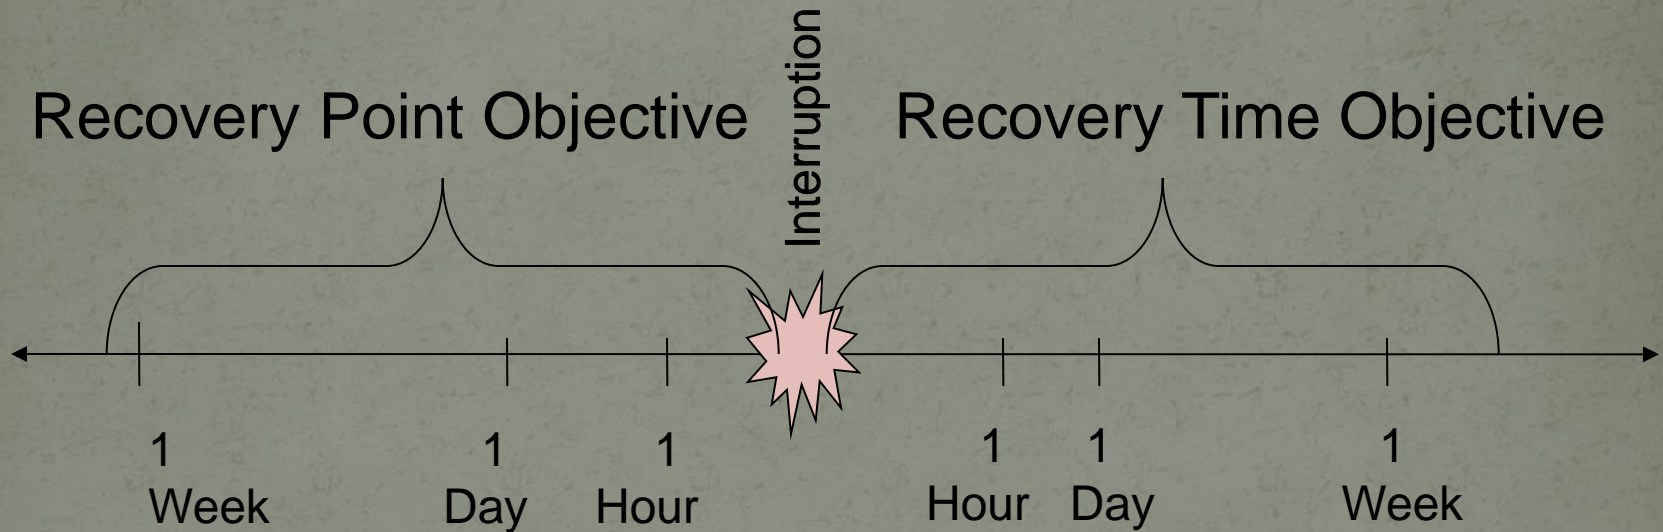 Interruption
Recovery Point Objective
Recovery Time Objective
1
Week
1
Day
1
Hour
1
Hour
1
Day
1
Week